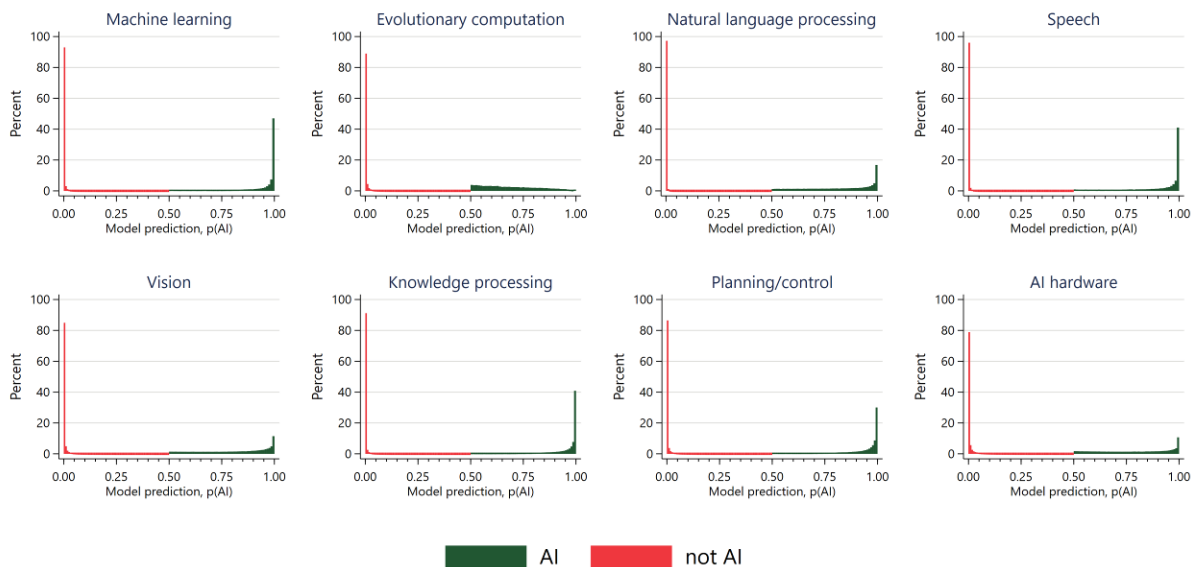 Machine learning
Evolutionary computation
Natural language processing
Speech
100
80
60
40
20
0
Percent
0.00 0.25 0.50 0.75 1.00
Model prediction, p(AI)
100
80
60
40
20
0
Percent
0.00 0.25 0.50 0.75 1.00
Model prediction, p(AI)
100
80
60
40
20
0
Percent
0.00 0.25 0.50 0.75 1.00
Model prediction, p(AI)
100
80
60
40
20
0
Percent
0.00 0.25 0.50 0.75 1.00
Model prediction, p(AI)
Vision
Knowledge processing
Planning/control
AI hardware
100
80
60
40
20
0
Percent
0.00 0.25 0.50 0.75 1.00
Model prediction, p(AI)
100
80
60
40
20
0
Percent
0.00 0.25 0.50 0.75 1.00
Model prediction, p(AI)
100
80
60
40
20
0
Percent
0.00 0.25 0.50 0.75 1.00
Model prediction, p(AI)
100
80
60
40
20
0
Percent
0.00 0.25 0.50 0.75 1.00
Model prediction, p(AI)
AI not AI